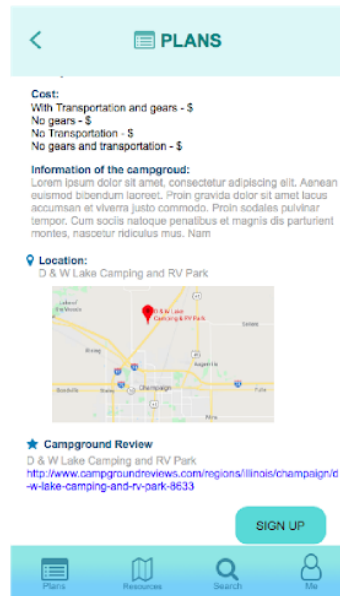 PLANS
Cost:
With Transportation and gears - $
No gears - $
No Transportation - $
No gears and transportation - $
Information of the campgroud:
Lorem ipsum dolor sit amet, consectetur adipiscing elit. Aenean
euismod bibendum laoreet. Proin gravida dolor sit amet lacus
accumsan et viverra justo commodo. Proin sodales pulvinar
tempor. Cum sociis natoque penatibus et magnis dis parturient
montes, nascetur ridiculus mus. Nam
Location:
D & W Lake Camping and RV Park
Lake of
the Woods
D & W Lake
Camping & RV Park
Champaign
Campground Review
D & W Lake Camping and RV Park
http://www.campgroundreviews.com/regions/illinois/champaign/d
-w-lake-camping-and-rv-park-8633
SIGN UP
Plans
Resources
Search
Me